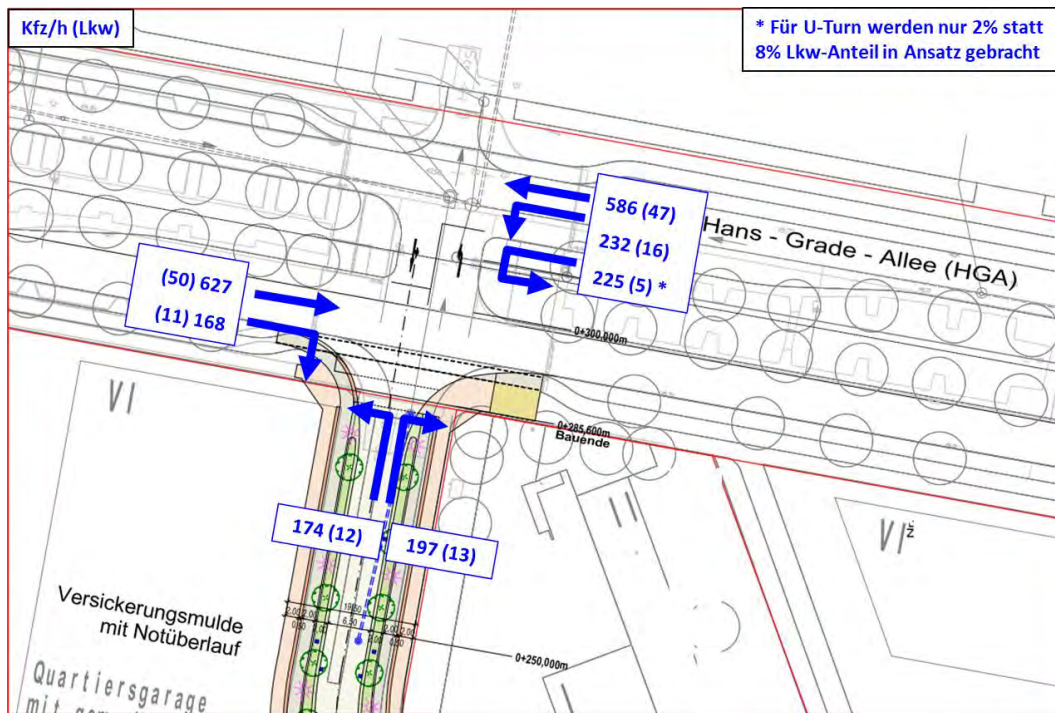 Kfz/h (Lkw)
* Für U-Turn werden nur 2% statt
8% Lkw-Anteil in Ansatz gebracht
586 (47)
232 (16)
225 (5) *
Hans - Grade - Allee (HGA)
(50) 627
(11) 168
0+300,000m
VI
0+285,600m
Bauende
174 (12)
197 (13)
VI
Versickerungsmulde
mit Notüberlauf
0+250,000m
Quartiersgarage